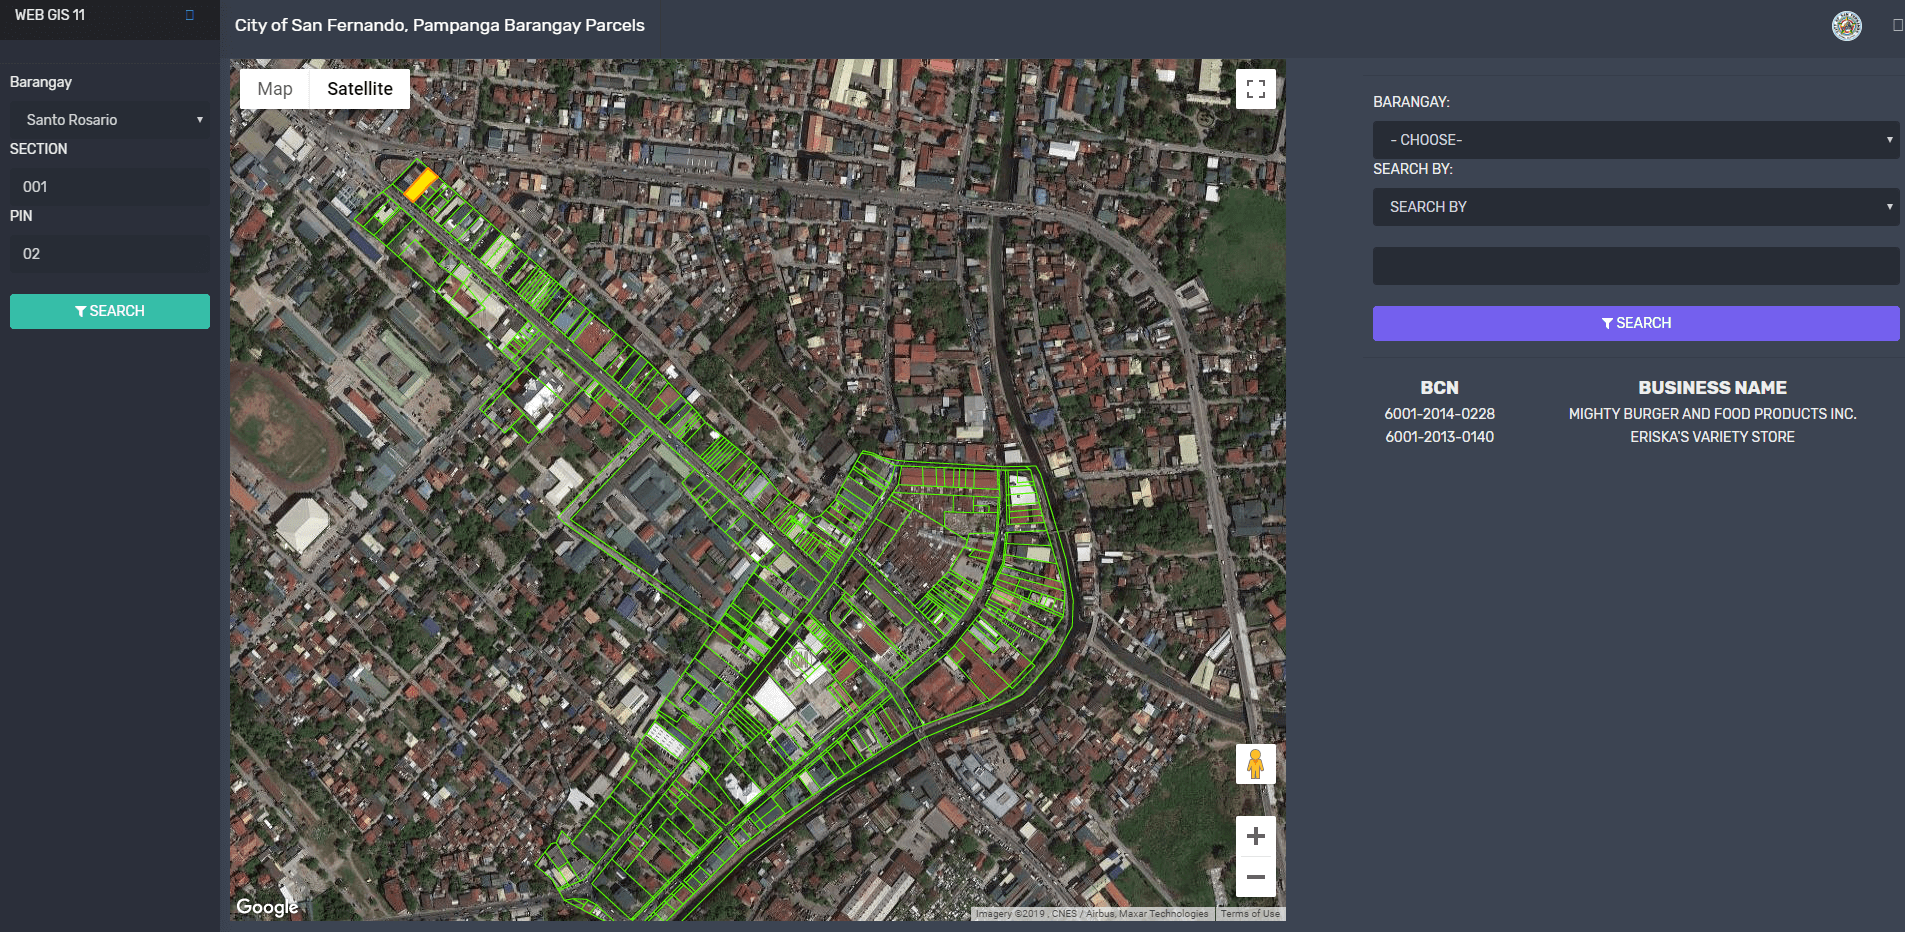 WEB GIS 11
City of San Fernando, Pampanga Barangay Parcels
Barangay
Santo Rosario
SECTION
001
PIN
02
SEARCH
Map
Satellite
Google
Imagery ©2019 , CNES / Airbus, Maxar Technologies
Terms of Use
BARANGAY:
- CHOOSE-
SEARCH BY:
SEARCH BY
SEARCH
BCN BUSINESS NAME
6001-2014-0228 MIGHTY BURGER AND FOOD PRODUCTS INC.
6001-2013-0140 ERISKA'S VARIETY STORE